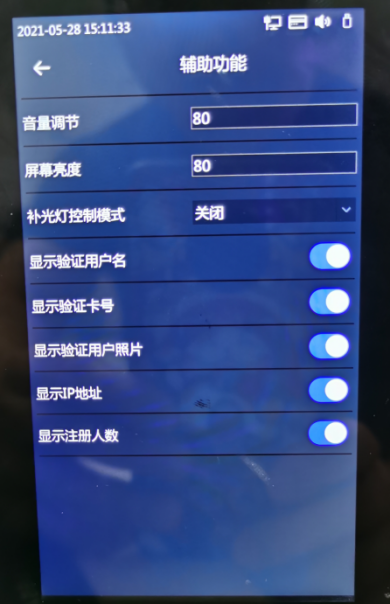 2021-05-28 15:11:33
辅助功能
音量调节 80
屏幕亮度 80
补光灯控制模式 关闭
显示验证用户名
显示验证卡号
显示验证用户照片
显示IP地址
显示注册人数